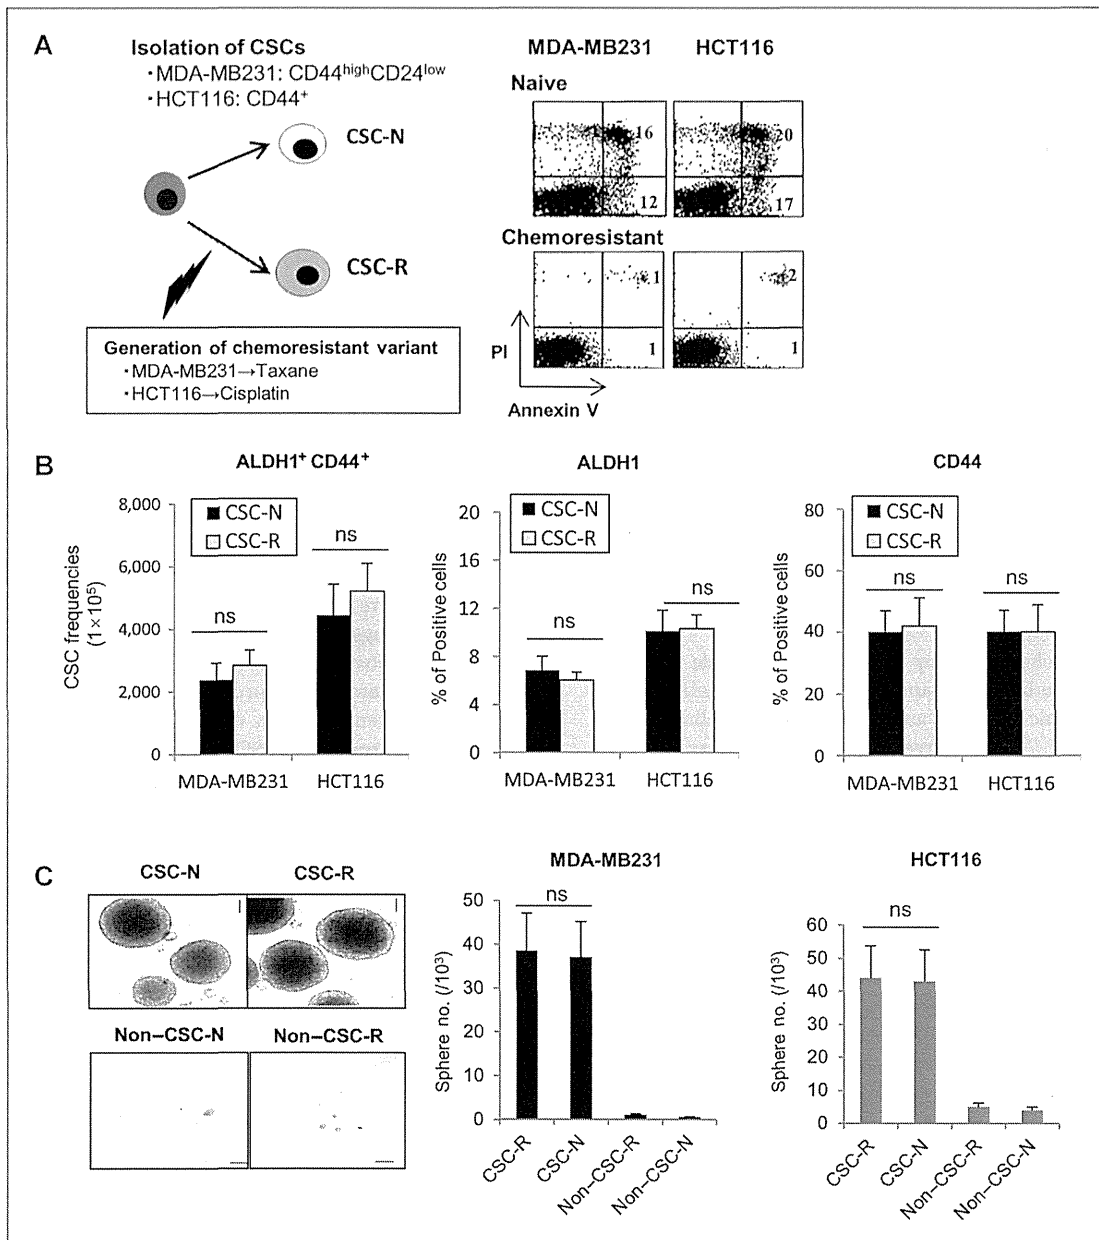 A
Isolation of CSCs
・MDA-MB231: CD44highCD24low
・HCT116: CD44+
CSC-N
CSC-R
Generation of chemoresistant variant
・MDA-MB231→Taxane
・HCT116→Cisplatin
MDA-MB231 HCT116
Naive
16 20
12 17
Chemoresistant
1 2
1 1
PI
Annexin V
B
ALDH1+ CD44+
CSC frequencies
(1×105)
8,000
6,000
4,000
2,000
0
CSC-N
CSC-R
ns
ns
MDA-MB231 HCT116
ALDH1
% of Positive cells
20
16
12
8
4
0
CSC-N
CSC-R
ns
ns
MDA-MB231 HCT116
CD44
% of Positive cells
80
60
40
20
0
CSC-N
CSC-R
ns
ns
MDA-MB231 HCT116
C
CSC-N CSC-R
Non–CSC-N Non–CSC-R
MDA-MB231
Sphere no. (/103)
50
40
30
20
10
0
ns
CSC-R
CSC-N
Non–CSC-R
Non–CSC-N
HCT116
Sphere no. (/103)
60
50
40
30
20
10
0
ns
CSC-R
CSC-N
Non–CSC-R
Non–CSC-N